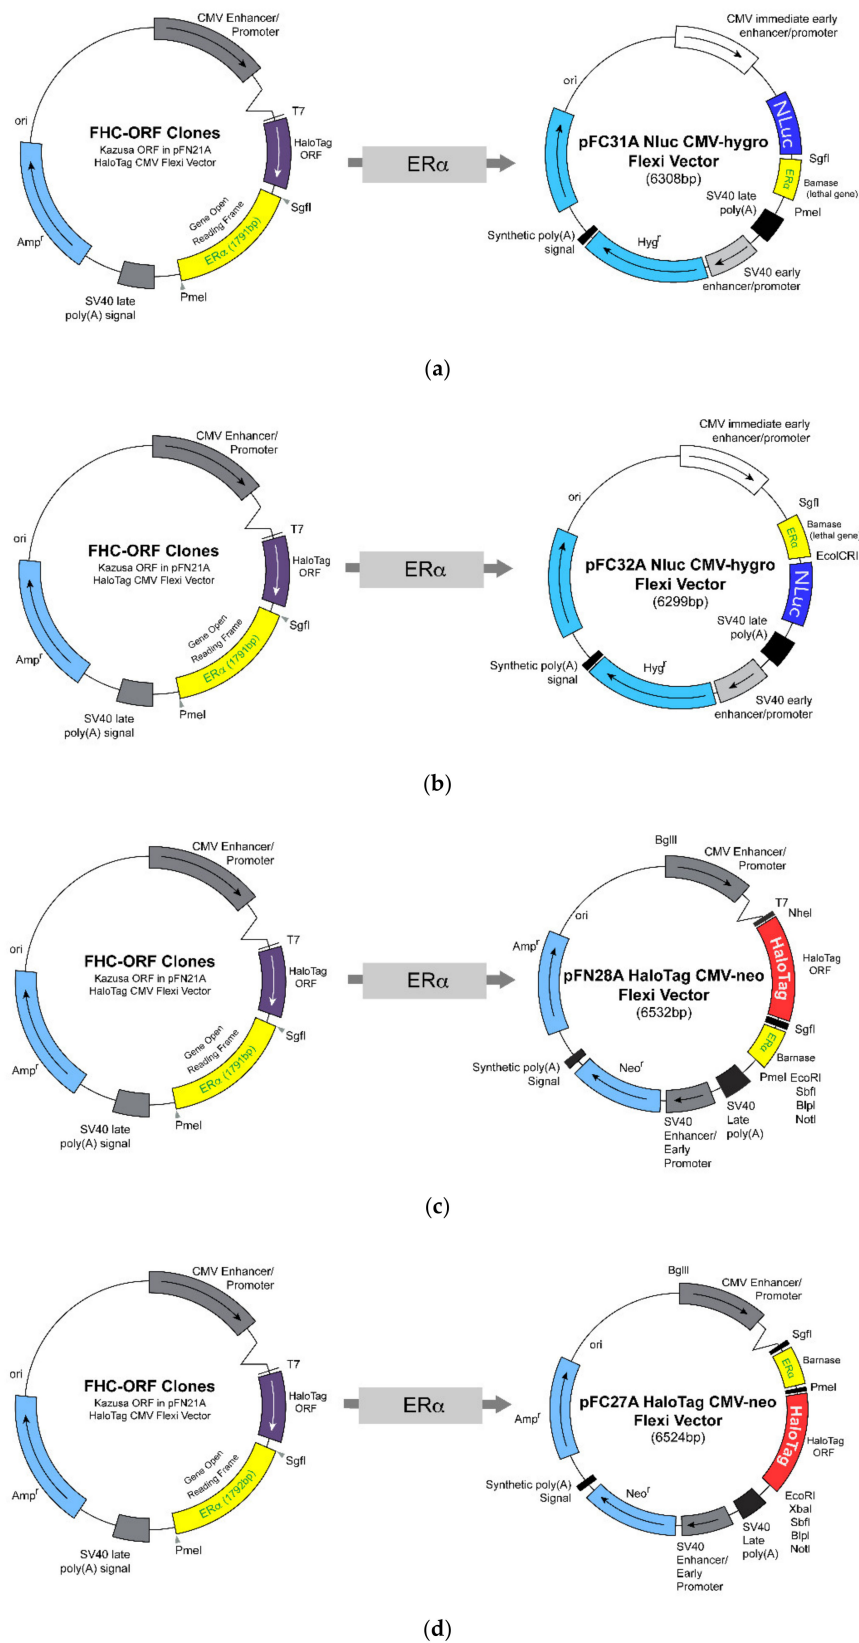 CMV Enhancer/
Promoter
T7
ori
FHC-ORF Clones
Kazusa ORF in pFN21A
HaloTag CMV Flexi Vector
HaloTag
ORF
SgfI
Gene Open
Reading Frame
ERα (1791bp)
Amp^r
PmeI
SV40 late
poly(A) signal
ERα
CMV immediate early
enhancer/promoter
ori
NLuc
pFC31A Nluc CMV-hygro
Flexi Vector
(6308bp)
SgfI
ERα
Barnase
(lethal gene)
SV40 late
poly(A)
PmeI
Synthetic poly(A)
signal
Hyg^r
SV40 early
enhancer/promoter
(a)
CMV Enhancer/
Promoter
T7
ori
FHC-ORF Clones
Kazusa ORF in pFN21A
HaloTag CMV Flexi Vector
HaloTag
ORF
SgfI
Gene Open
Reading Frame
ERα (1791bp)
Amp^r
PmeI
SV40 late
poly(A) signal
ERα
CMV immediate early
enhancer/promoter
ori
SgfI
ERα
Barnase
(lethal gene)
EcoICRI
pFC32A Nluc CMV-hygro
Flexi Vector
(6299bp)
NLuc
SV40 late
poly(A)
Synthetic poly(A)
signal
Hyg^r
SV40 early
enhancer/promoter
(b)
CMV Enhancer/
Promoter
T7
ori
FHC-ORF Clones
Kazusa ORF in pFN21A
HaloTag CMV Flexi Vector
HaloTag
ORF
SgfI
Gene Open
Reading Frame
ERα (1791bp)
Amp^r
PmeI
SV40 late
poly(A) signal
ERα
BglII
CMV Enhancer/
Promoter
T7
NheI
ori
Amp^r
HaloTag
HaloTag
ORF
pFN28A HaloTag CMV-neo
Flexi Vector
(6532bp)
SgfI
ERα
Barnase
Synthetic poly(A)
Signal
Neo^r
PmeI
EcoRI
SbfI
BlpI
NotI
SV40
Late
poly(A)
SV40
Enhancer/
Early
Promoter
(c)
CMV Enhancer/
Promoter
T7
ori
FHC-ORF Clones
Kazusa ORF in pFN21A
HaloTag CMV Flexi Vector
HaloTag
ORF
SgfI
Gene Open
Reading Frame
ERα (1792bp)
Amp^r
PmeI
SV40 late
poly(A) signal
ERα
BglII
CMV Enhancer/
Promoter
SgfI
ori
ERα
Barnase
PmeI
Amp^r
pFC27A HaloTag CMV-neo
Flexi Vector
(6524bp)
HaloTag
HaloTag
ORF
Synthetic poly(A)
Signal
Neo^r
EcoRI
XbaI
SbfI
BlpI
NotI
SV40
Late
poly(A)
SV40
Enhancer/
Early
Promoter
(d)